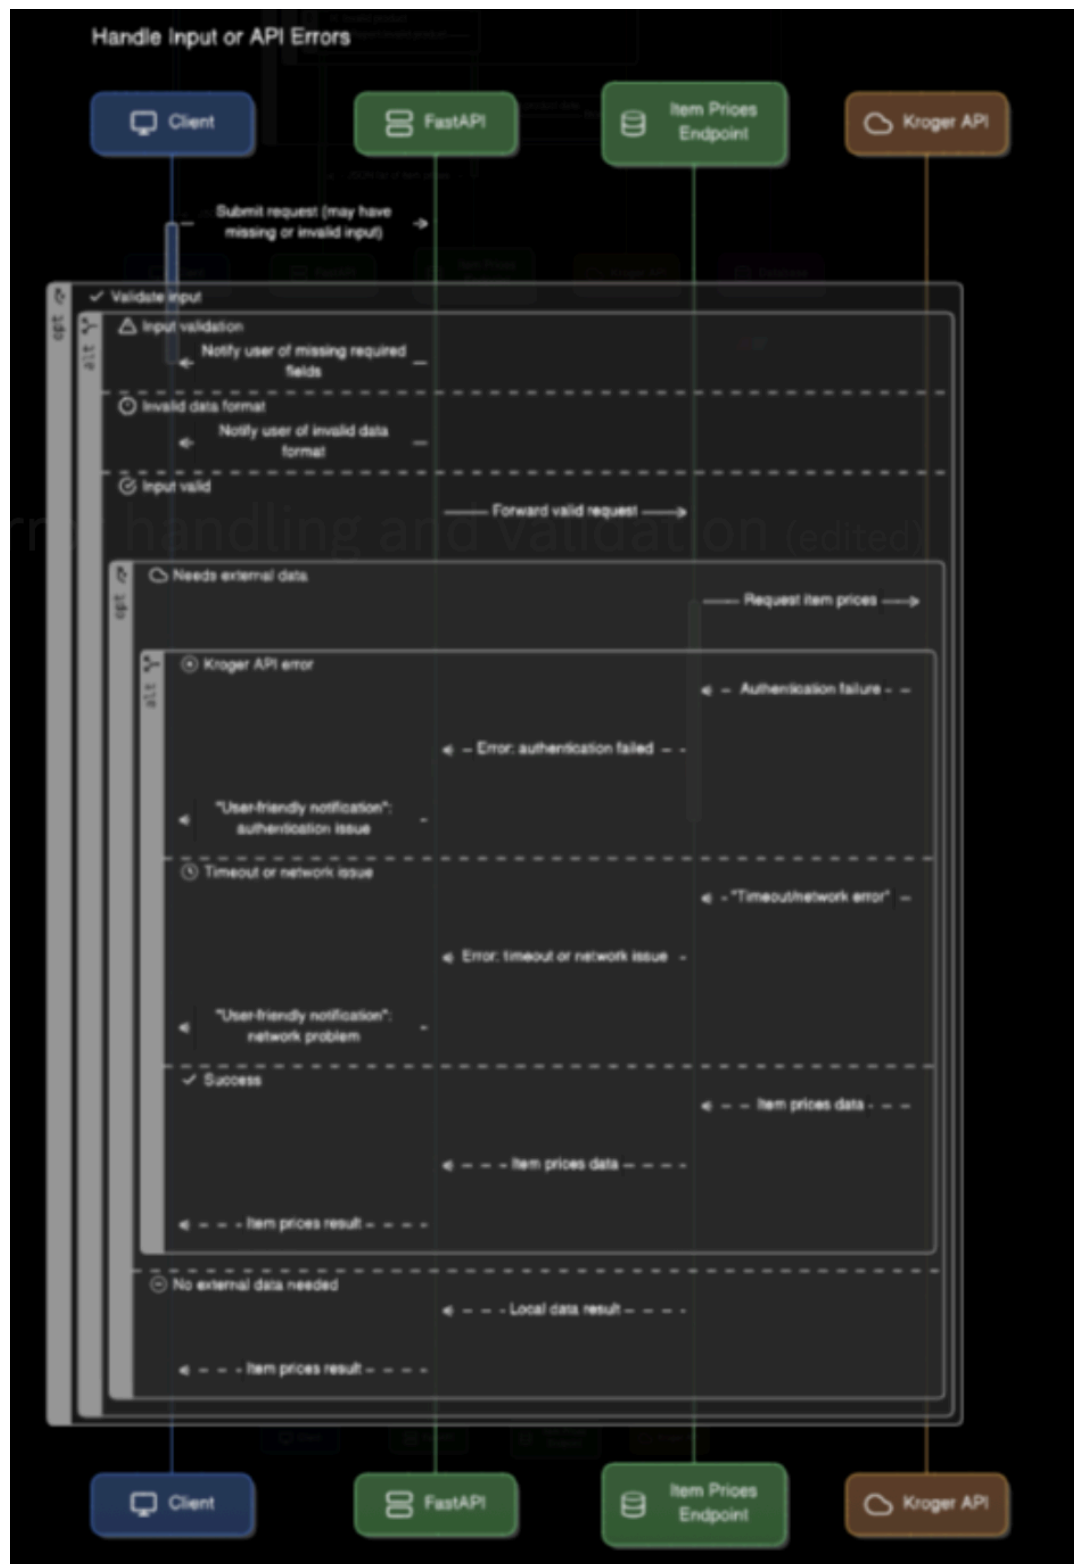 Handle Input or API Errors
Client
FastAPI
Item Prices
Endpoint
Kroger API
Submit request (may have
missing or invalid input)
opt
Validate input
alt
Input validation
Notify user of missing required
fields
Invalid data format
Notify user of invalid data
format
Input valid
Forward valid request
handling and validation (edited)
opt
Needs external data
Request item prices
alt
Kroger API error
Authentication failure
Error: authentication failed
"User-friendly notification":
authentication issue
Timeout or network issue
"Timeout/network error"
Error: timeout or network issue
"User-friendly notification":
network problem
Success
Item prices data
Item prices data
Item prices result
No external data needed
Local data result
Item prices result
Client
FastAPI
Item Prices
Endpoint
Kroger API